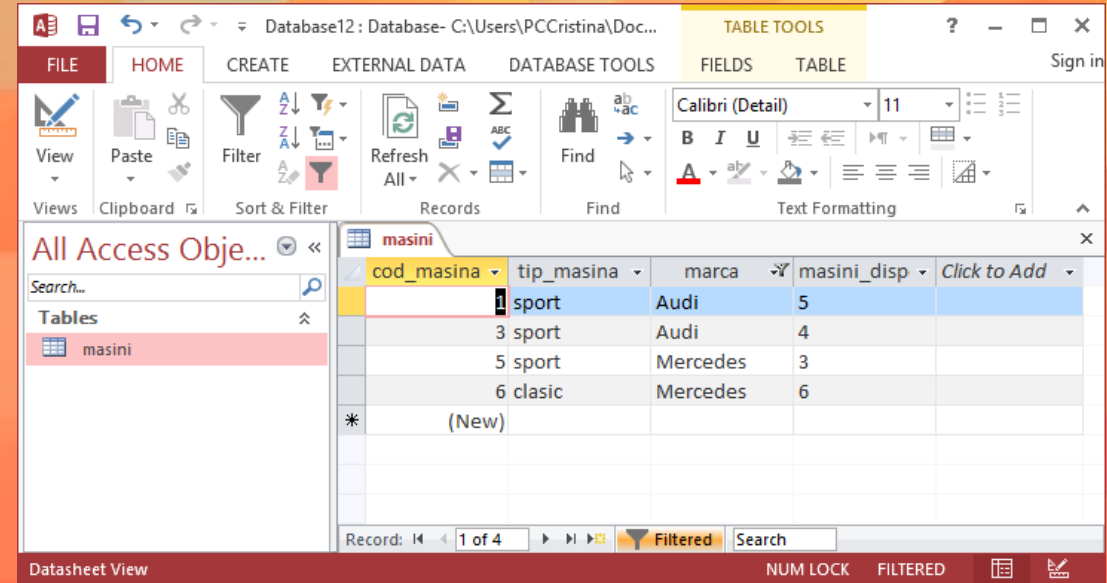 Database12 : Database- C:\Users\PCCristina\Doc... TABLE TOOLS ?
FILE HOME CREATE EXTERNAL DATA DATABASE TOOLS FIELDS TABLE Sign in
View Paste Filter Refresh All Find Calibri (Detail) 11
ABC
ab ac
B I U
A
Views Clipboard Sort & Filter Records Find Text Formatting
All Access Obje... «
Search...
Tables
masini
masini
cod_masina tip_masina marca masini_disp Click to Add
1 sport Audi 5
3 sport Audi 4
5 sport Mercedes 3
6 clasic Mercedes 6
(New)
Record: 1 of 4 Filtered Search
Datasheet View NUM LOCK FILTERED